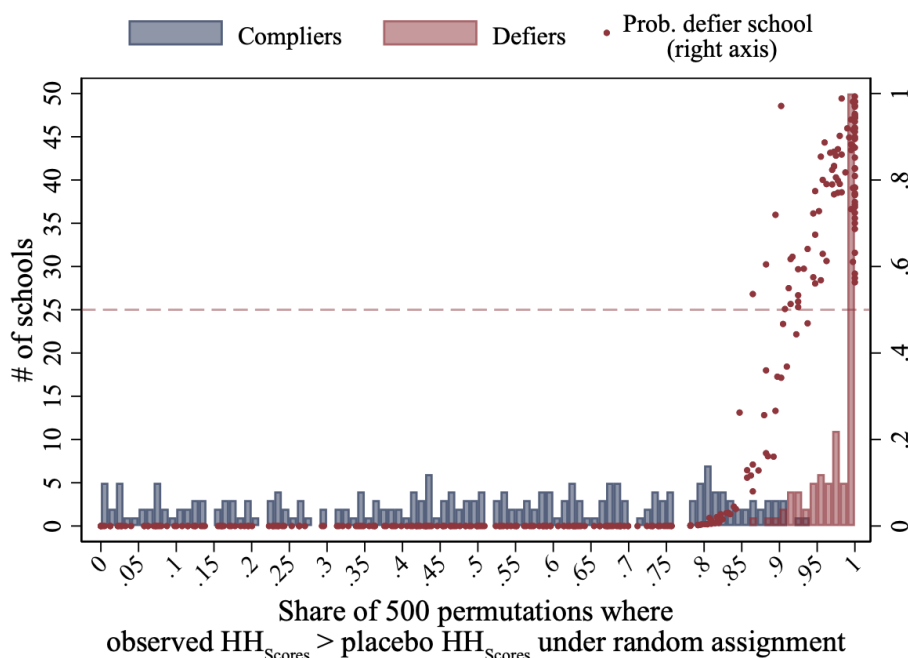 Compliers Defiers Prob. defier school
(right axis)
# of schools
50
45
40
35
30
25
20
15
10
5
0
1
.8
.6
.4
.2
0
0 .05 .1 .15 .2 .25 .3 .35 .4 .45 .5 .55 .6 .65 .7 .75 .8 .85 .9 .95 1
Share of 500 permutations where
observed HH_Scores > placebo HH_Scores under random assignment